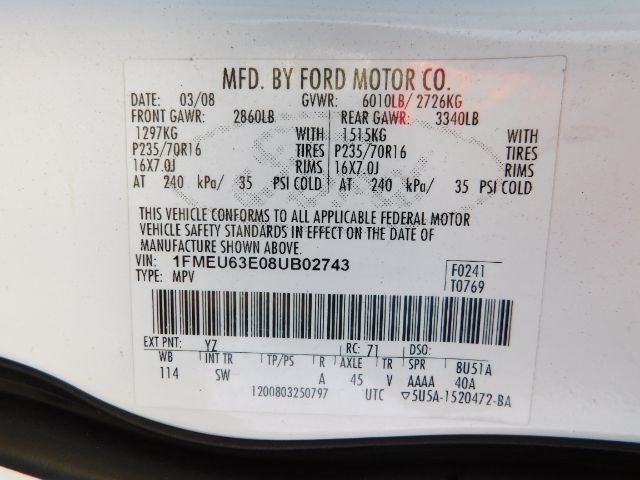 MFD. BY FORD MOTOR CO.
DATE: 03/08 GVWR: 6010LB/ 2726KG
FRONT GAWR: 2860LB REAR GAWR: 3340LB
1297KG WITH 1515KG WITH
P235/70R16 TIRES P235/70R16 TIRES
16X7.0J RIMS 16X7.0J RIMS
AT 240 kPa/ 35 PSI COLD AT 240 kPa/ 35 PSI COLD
THIS VEHICLE CONFORMS TO ALL APPLICABLE FEDERAL MOTOR
VEHICLE SAFETY STANDARDS IN EFFECT ON THE DATE OF
MANUFACTURE SHOWN ABOVE.
VIN: 1FMEU63E08UB02743 F0241
TYPE: MPV T0769
EXT PNT: YZ RC: 71 DSO:
WB INT TR TP/PS R AXLE TR SPR 8U51A
114 SW A 45 V AAAA 40A
1200803250797 UTC ▽5U5A-1520472-BA